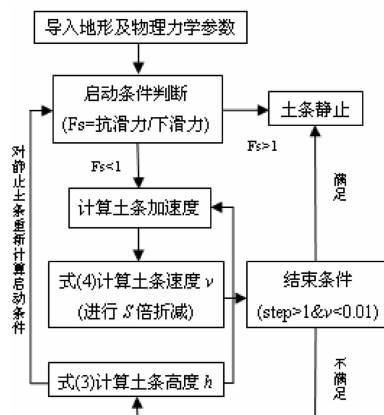 导入地形及物理力学参数
启动条件判断
(Fs=抗滑力/下滑力)
土条静止
Fs>1
Fs<1
对静止土条重新计算启动条件
满足
计算土条加速度
式(4)计算土条速度 v
(进行 S 倍折减)
结束条件
(step>1&v<0.01)
式(3)计算土条高度 h
不满足